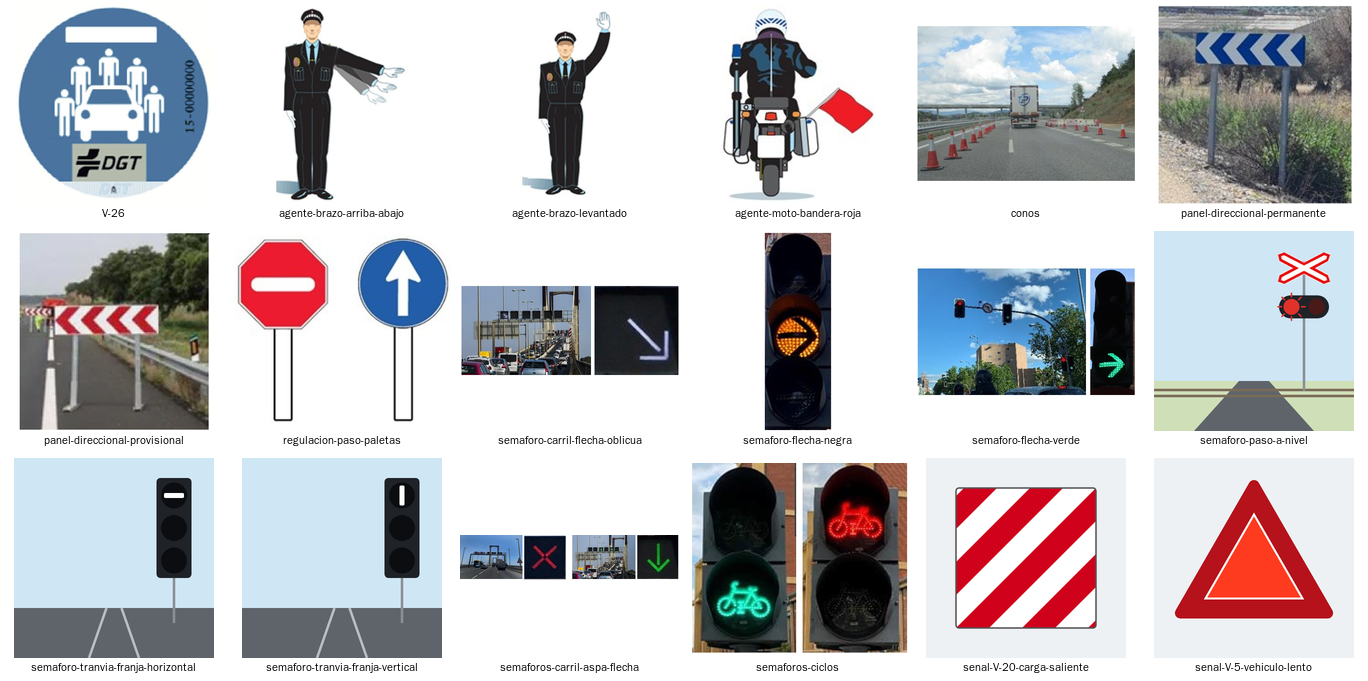 15-00000000
DGT
V-26
agente-brazo-arriba-abajo
agente-brazo-levantado
agente-moto-bandera-roja
conos
panel-direccional-permanente
panel-direccional-provisional
regulacion-paso-paletas
semaforo-carril-flecha-oblicua
semaforo-flecha-negra
semaforo-flecha-verde
semaforo-paso-a-nivel
semaforo-tranvia-franja-horizontal
semaforo-tranvia-franja-vertical
semaforos-carril-aspa-flecha
semaforos-ciclos
senal-V-20-carga-saliente
senal-V-5-vehiculo-lento